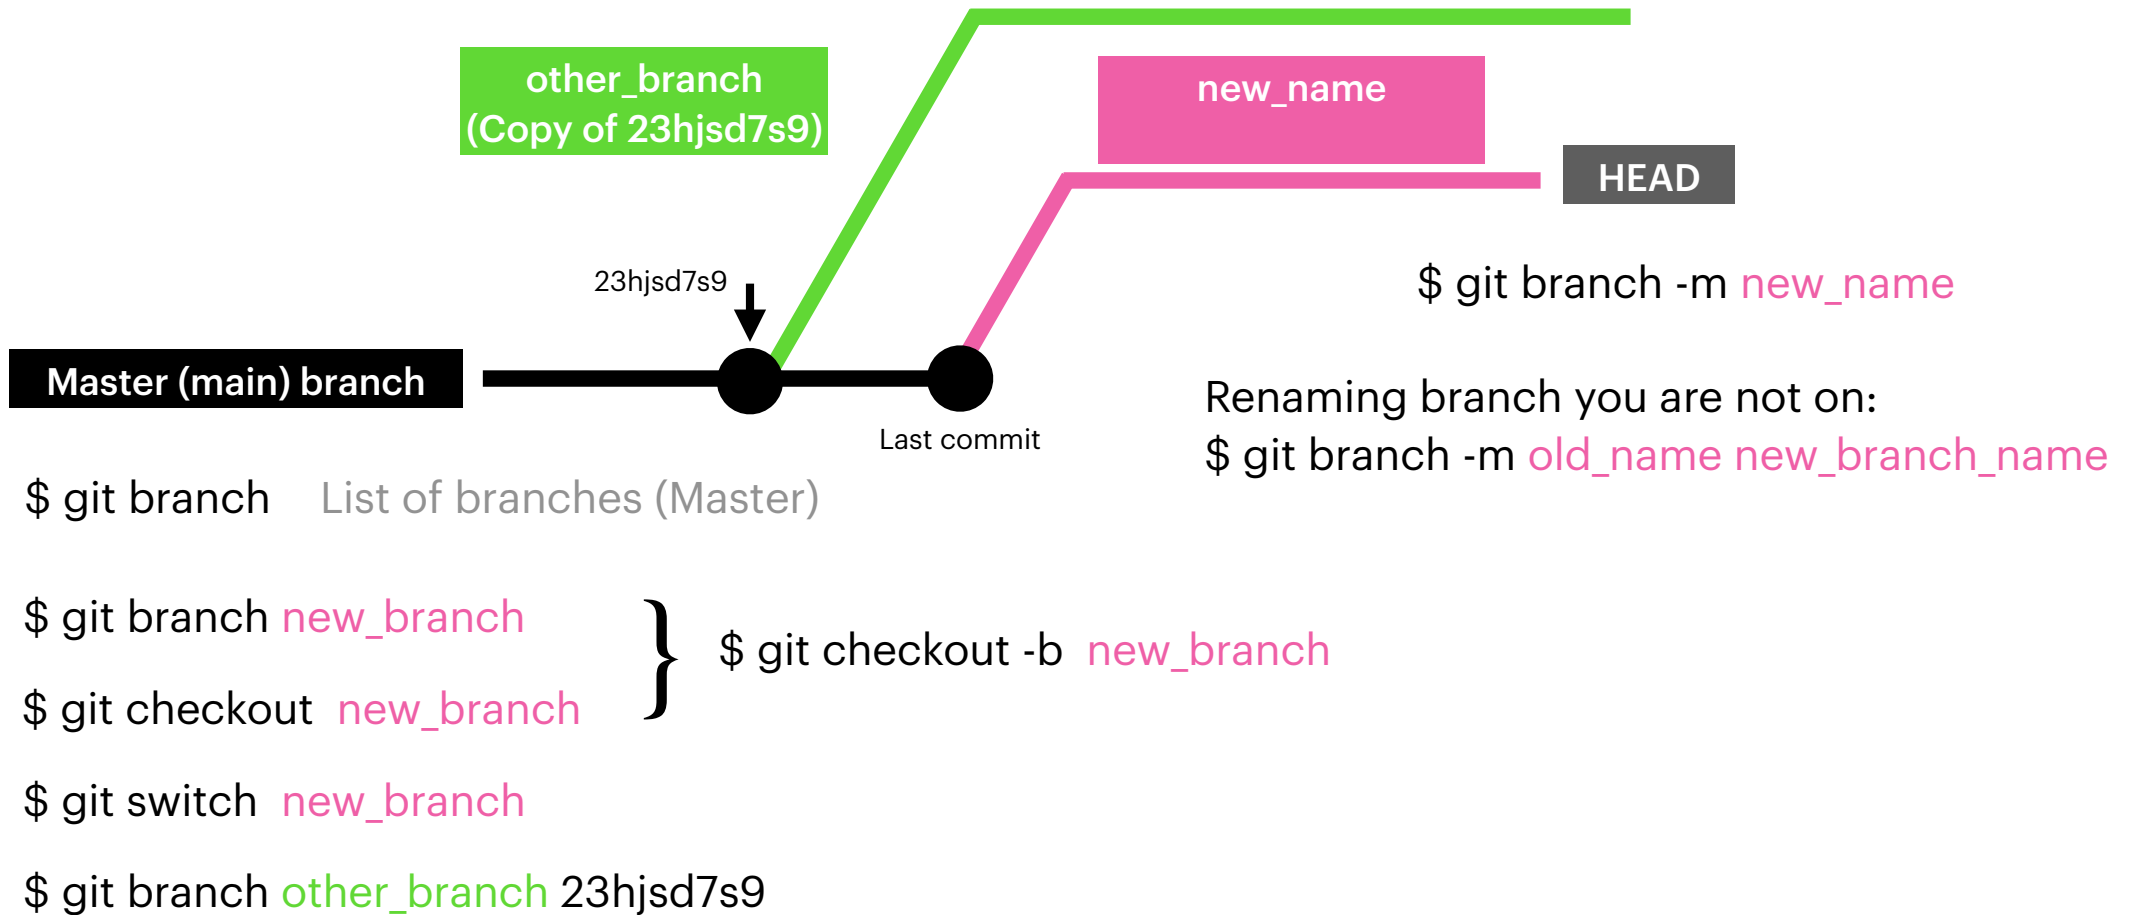 other_branch
(Copy of 23hjsd7s9)
new_name
HEAD
23hjsd7s9
$ git branch -m new_name
Master (main) branch
Last commit
Renaming branch you are not on:
$ git branch -m old_name new_branch_name
$ git branch List of branches (Master)
$ git branch new_branch
$ git checkout new_branch
} $ git checkout -b new_branch
$ git switch new_branch
$ git branch other_branch 23hjsd7s9